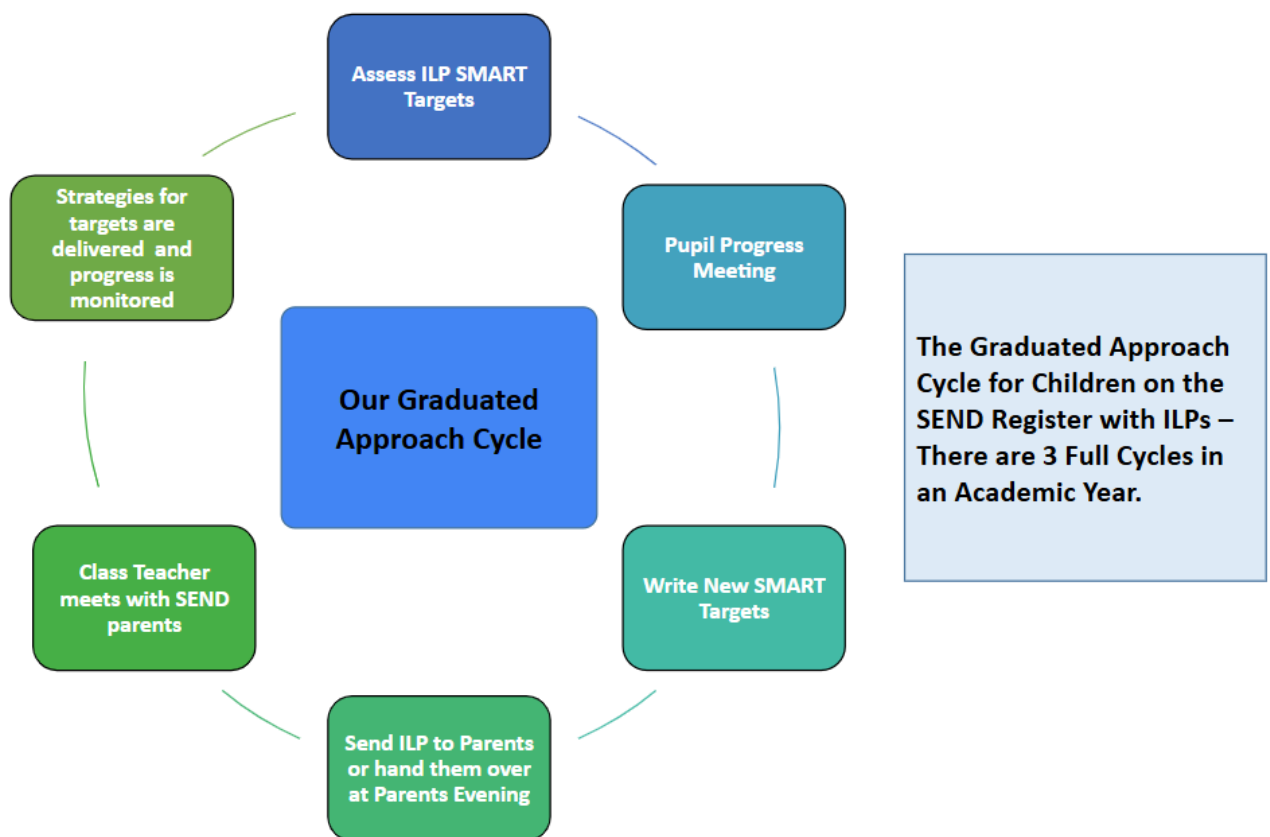 Assess ILP SMART
Targets
Pupil Progress
Meeting
Write New SMART
Targets
Send ILP to Parents
or hand them over
at Parents Evening
Class Teacher
meets with SEND
parents
Strategies for
targets are
delivered and
progress is
monitored
Our Graduated
Approach Cycle
The Graduated Approach
Cycle for Children on the
SEND Register with ILPs –
There are 3 Full Cycles in
an Academic Year.